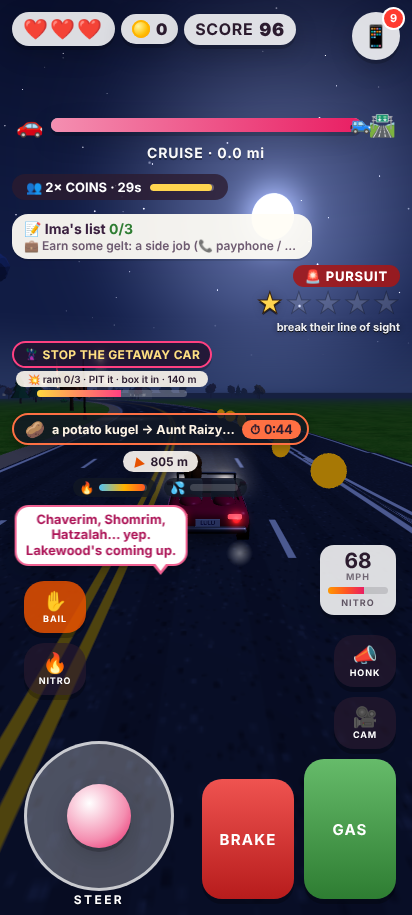 0
SCORE 96
9
CRUISE · 0.0 mi
2× COINS · 29s
Ima's list 0/3
Earn some gelt: a side job (📞 payphone / ...
PURSUIT
break their line of sight
STOP THE GETAWAY CAR
ram 0/3 · PIT it · box it in · 140 m
a potato kugel → Aunt Raizy... 0:44
805 m
Chaverim, Shomrim,
Hatzalah... yep.
Lakewood's coming up.
68
MPH
NITRO
BAIL
NITRO
HONK
CAM
BRAKE
GAS
STEER